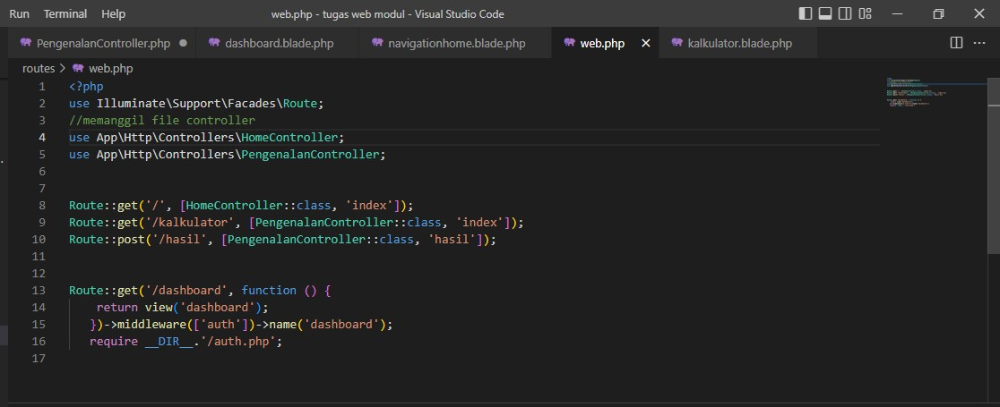 Run Terminal Help web.php - tugas web modul - Visual Studio Code
PengenalanController.php dashboard.blade.php navigationhome.blade.php web.php kalkulator.blade.php
routes > web.php
1 <?php
2 use Illuminate\Support\Facades\Route;
3 //memanggil file controller
4 use App\Http\Controllers\HomeController;
5 use App\Http\Controllers\PengenalanController;
6
7
8 Route::get('/', [HomeController::class, 'index']);
9 Route::get('/kalkulator', [PengenalanController::class, 'index']);
10 Route::post('/hasil', [PengenalanController::class, 'hasil']);
11
12
13 Route::get('/dashboard', function () {
14 return view('dashboard');
15 })->middleware(['auth'])->name('dashboard');
16 require __DIR__.'/auth.php';
17